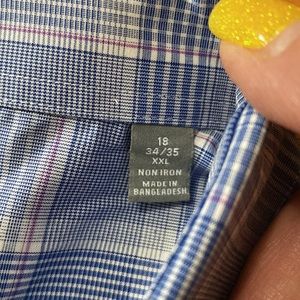 18
34/35
XXL
NON IRON
MADE IN
BANGLADESH